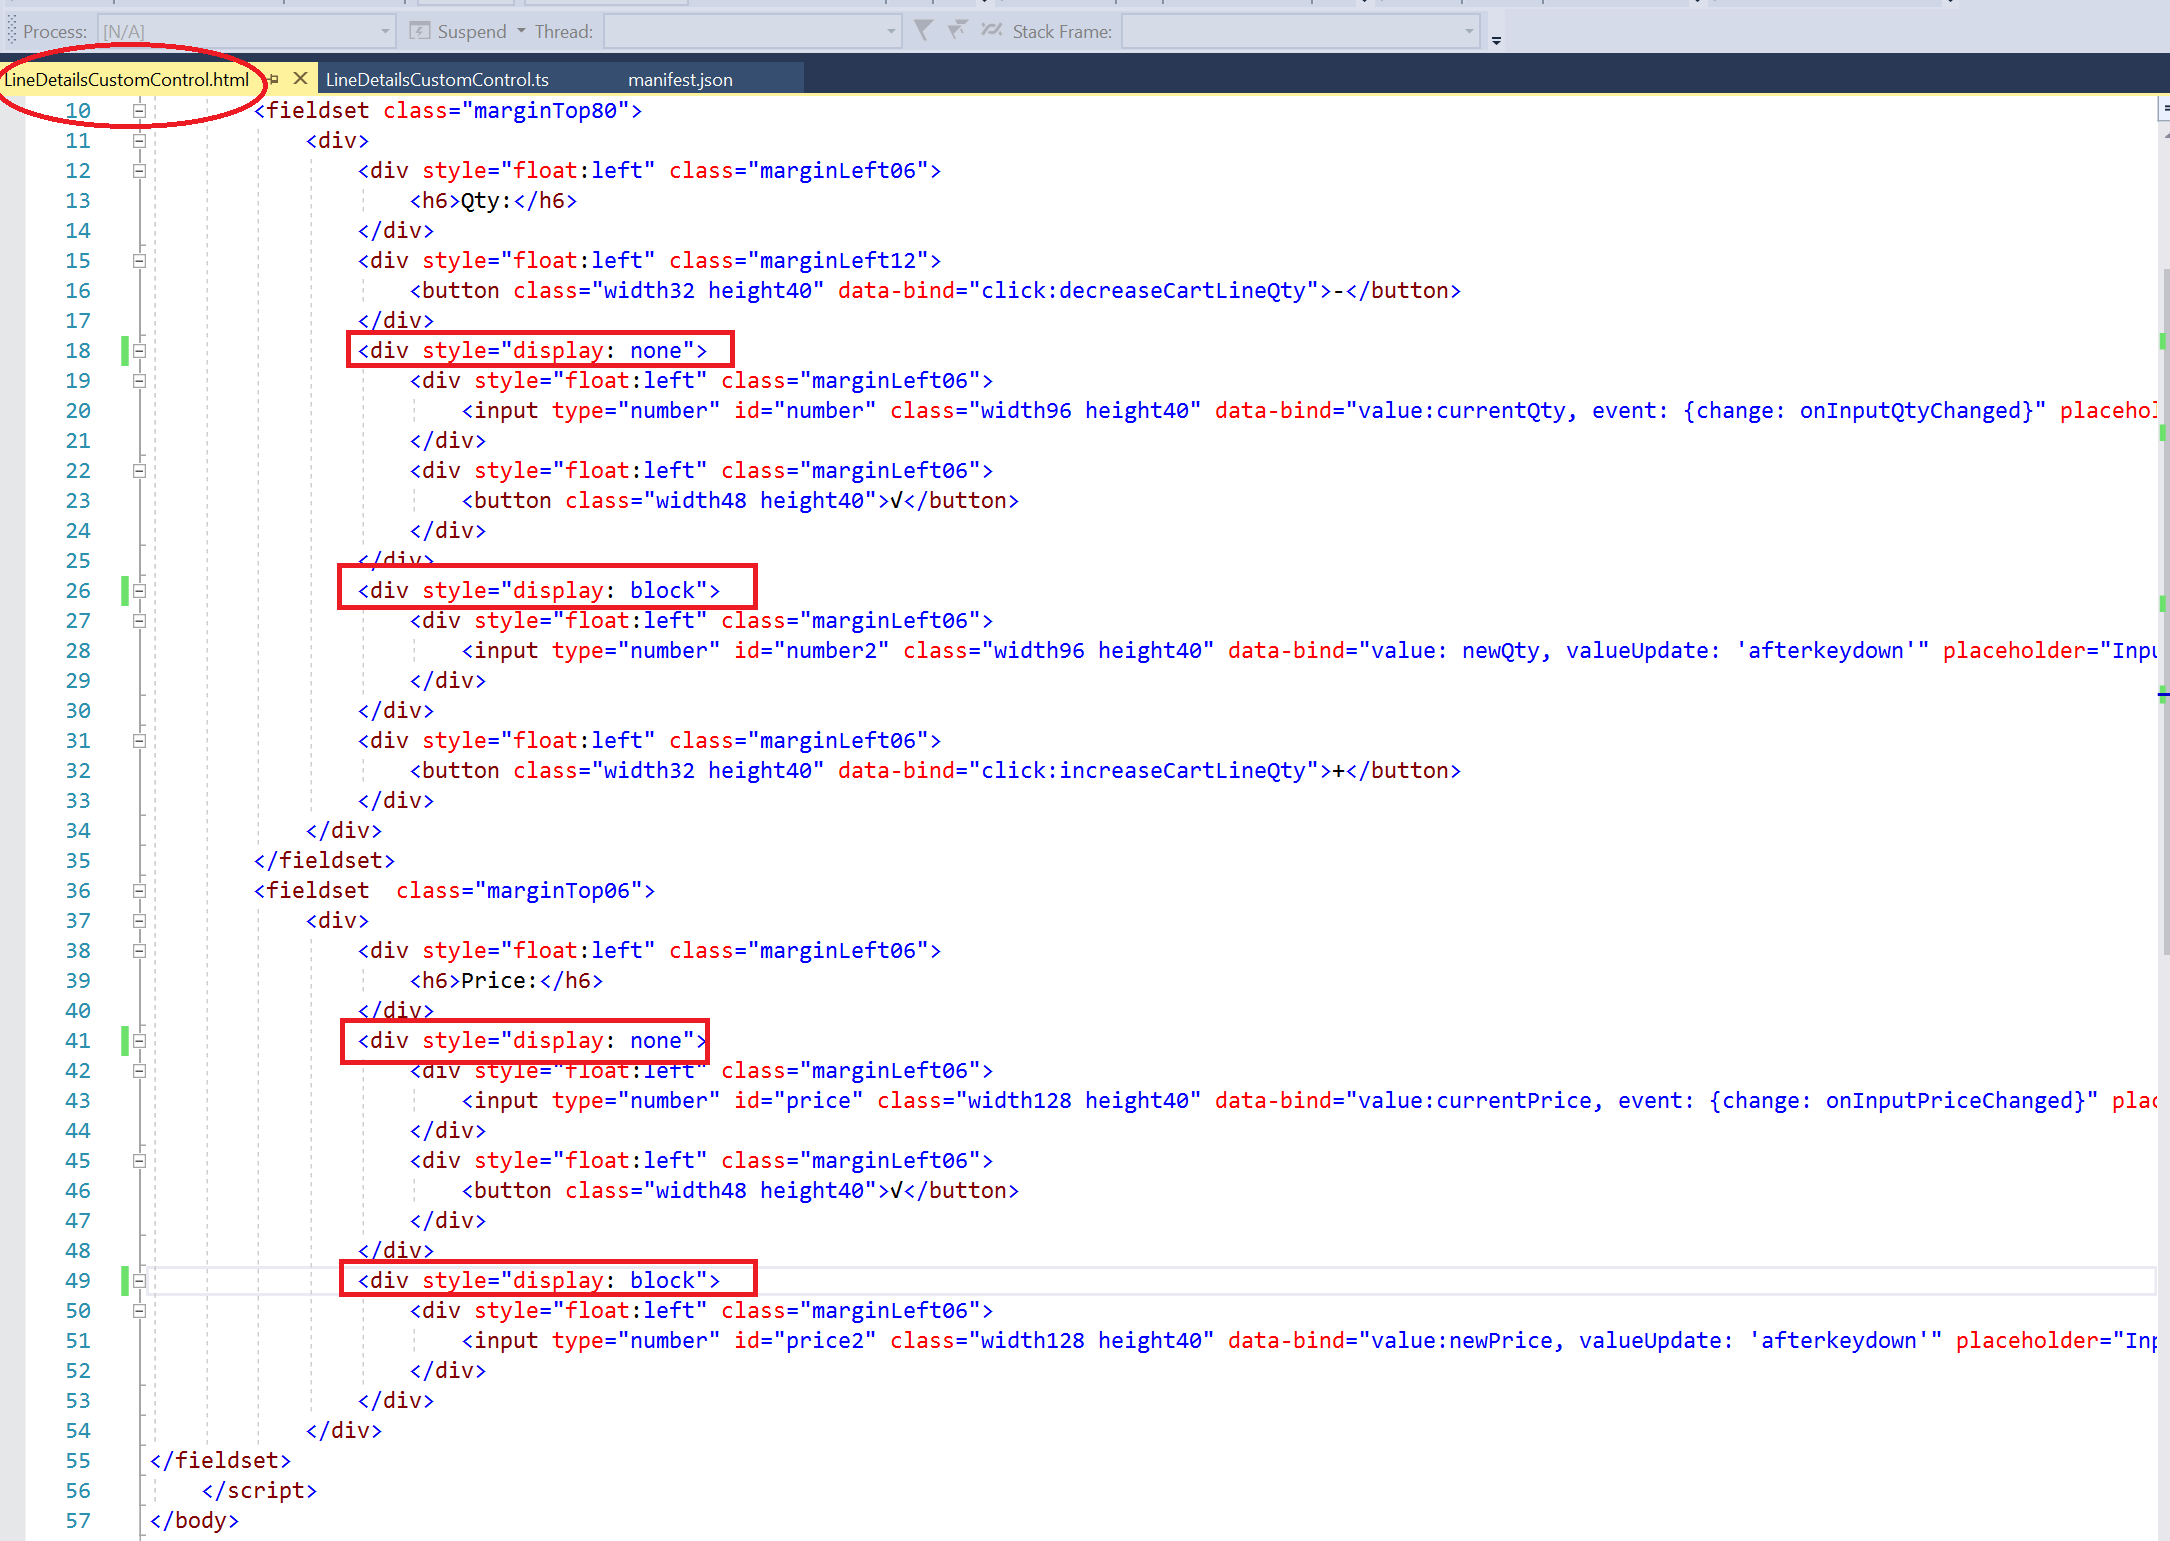 Process: [N/A] Suspend Thread: Stack Frame:
LineDetailsCustomControl.html LineDetailsCustomControl.ts manifest.json
10 <fieldset class="marginTop80">
11 <div>
12 <div style="float:left" class="marginLeft06">
13 <h6>Qty:</h6>
14 </div>
15 <div style="float:left" class="marginLeft12">
16 <button class="width32 height40" data-bind="click:decreaseCartLineQty">-</button>
17 </div>
18 <div style="display: none">
19 <div style="float:left" class="marginLeft06">
20 <input type="number" id="number" class="width96 height40" data-bind="value:currentQty, event: {change: onInputQtyChanged}" placehol
21 </div>
22 <div style="float:left" class="marginLeft06">
23 <button class="width48 height40">√</button>
24 </div>
25 </div>
26 <div style="display: block">
27 <div style="float:left" class="marginLeft06">
28 <input type="number" id="number2" class="width96 height40" data-bind="value: newQty, valueUpdate: 'afterkeydown'" placeholder="Inpu
29 </div>
30 </div>
31 <div style="float:left" class="marginLeft06">
32 <button class="width32 height40" data-bind="click:increaseCartLineQty">+</button>
33 </div>
34 </div>
35 </fieldset>
36 <fieldset  class="marginTop06">
37 <div>
38 <div style="float:left" class="marginLeft06">
39 <h6>Price:</h6>
40 </div>
41 <div style="display: none">
42 <div style="float:left" class="marginLeft06">
43 <input type="number" id="price" class="width128 height40" data-bind="value:currentPrice, event: {change: onInputPriceChanged}" plac
44 </div>
45 <div style="float:left" class="marginLeft06">
46 <button class="width48 height40">√</button>
47 </div>
48 </div>
49 <div style="display: block">
50 <div style="float:left" class="marginLeft06">
51 <input type="number" id="price2" class="width128 height40" data-bind="value:newPrice, valueUpdate: 'afterkeydown'" placeholder="Inp
52 </div>
53 </div>
54 </div>
55 </fieldset>
56 </script>
57 </body>